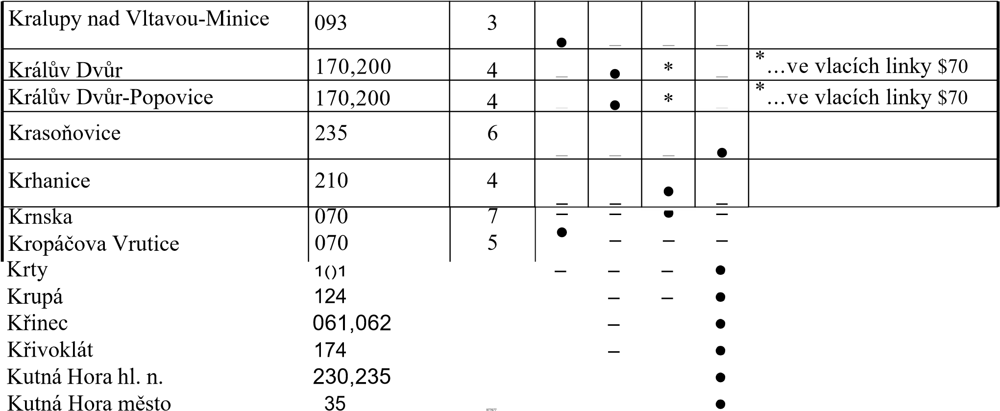 Kralupy nad Vltavou-Minice 093 3 ● – – –
Králův Dvůr 170,200 4 – ● * – *...ve vlacích linky $70
Králův Dvůr-Popovice 170,200 4 – ● * – *...ve vlacích linky $70
Krasoňovice 235 6 – – – ●
Krhanice 210 4 – – ● –
Krnska 070 7 – – ● –
Kropáčova Vrutice 070 5 ● – – –
Krty 1()1 – – – ●
Krupá 124 – – ●
Křinec 061,062 – ●
Křivoklát 174 – ●
Kutná Hora hl. n. 230,235 ●
Kutná Hora město 35 977677 ●